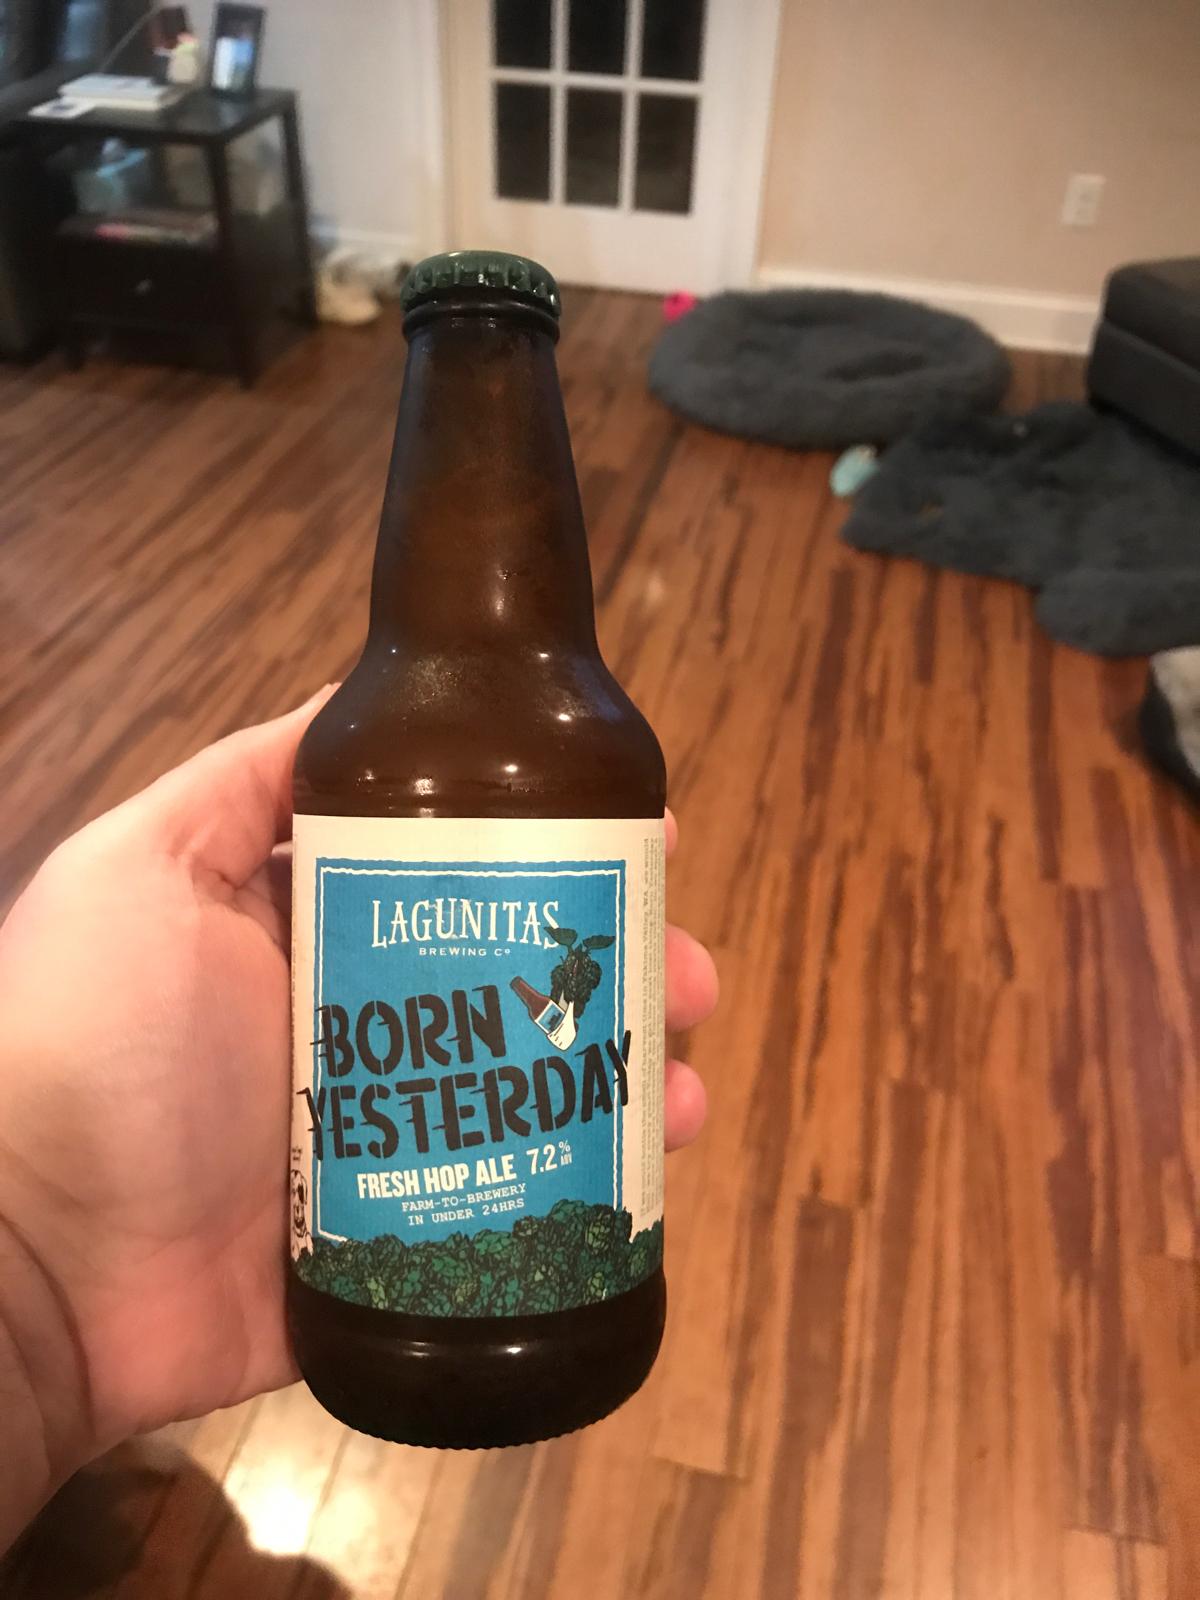 LAGUNITAS
BREWING Cº
BORN
YESTERDAY
FRESH HOP ALE 7.2% ABV
FARM-TO-BREWERY
IN UNDER 24HRS